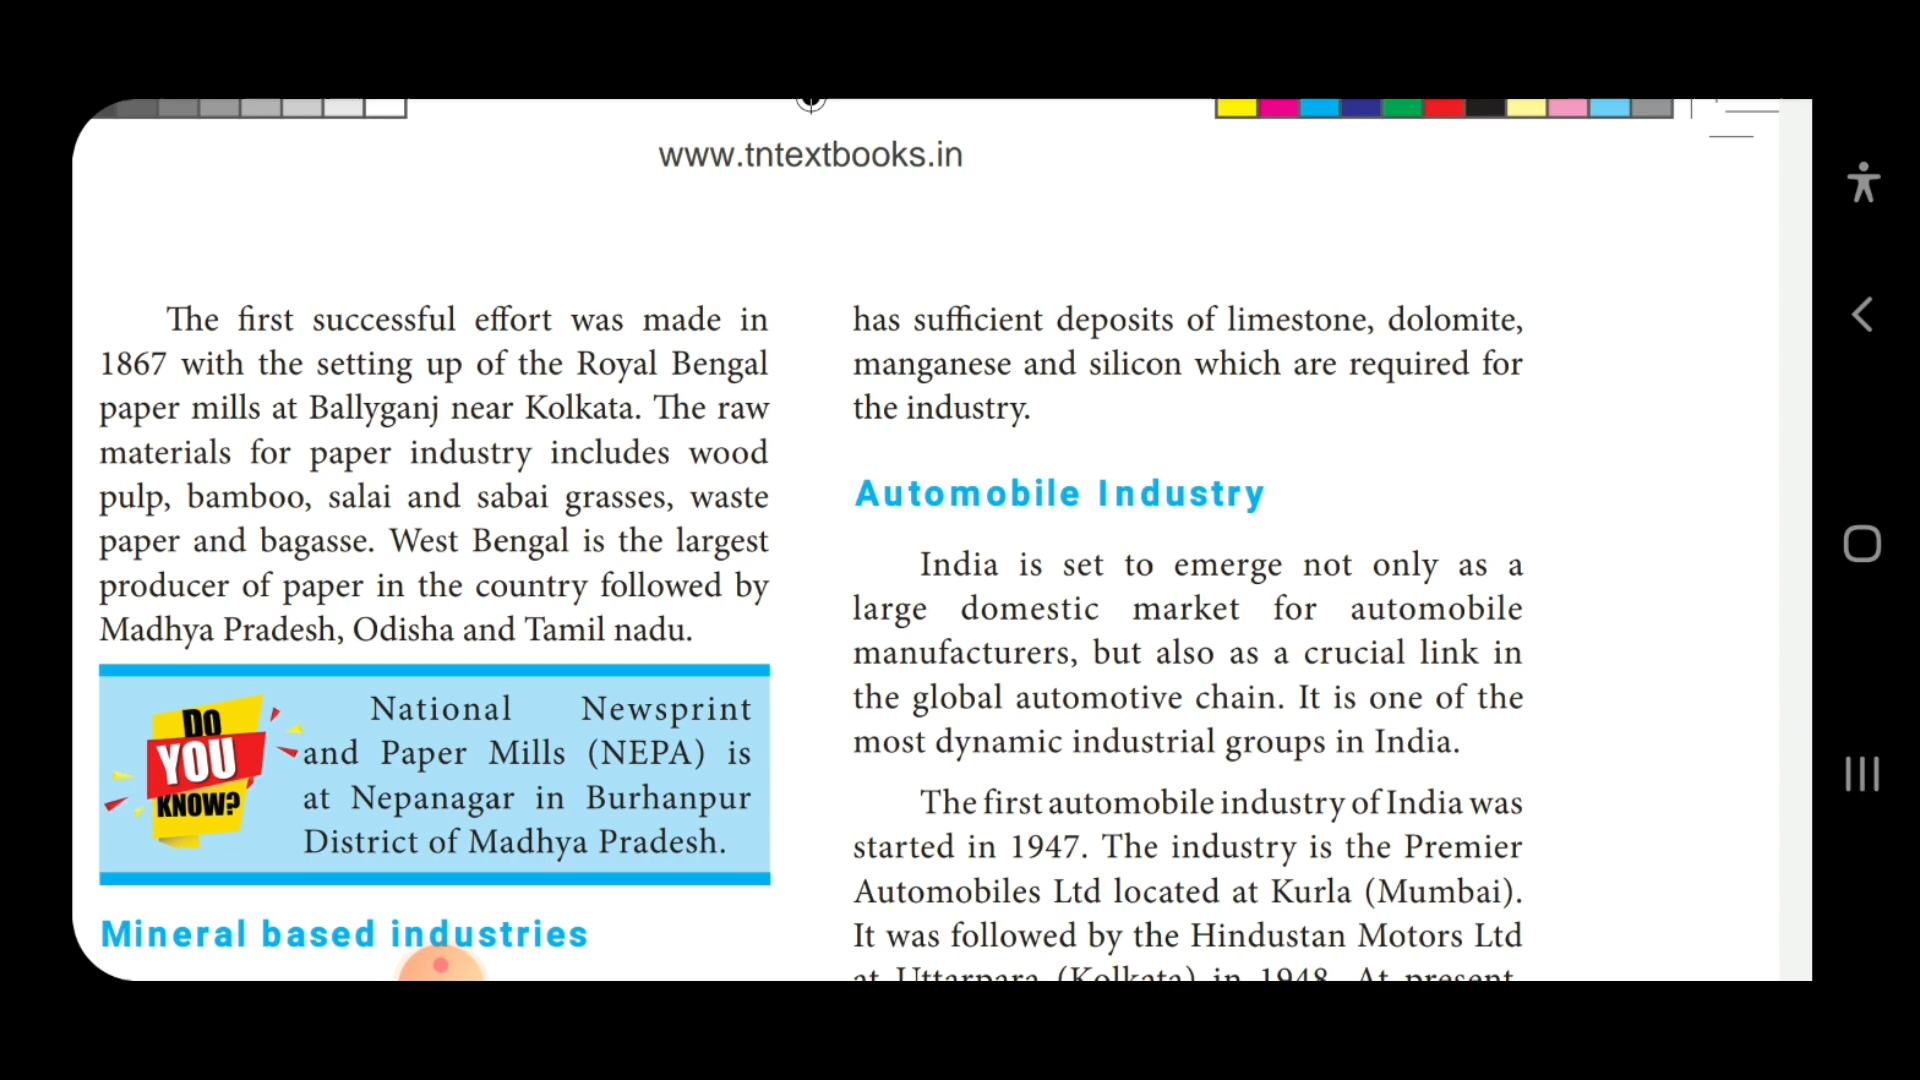 www.tntextbooks.in
The first successful effort was made in
1867 with the setting up of the Royal Bengal
paper mills at Ballyganj near Kolkata. The raw
materials for paper industry includes wood
pulp, bamboo, salai and sabai grasses, waste
paper and bagasse. West Bengal is the largest
producer of paper in the country followed by
Madhya Pradesh, Odisha and Tamil nadu.
DO
YOU
KNOW?
National Newsprint
and Paper Mills (NEPA) is
at Nepanagar in Burhanpur
District of Madhya Pradesh.
Mineral based industries
has sufficient deposits of limestone, dolomite,
manganese and silicon which are required for
the industry.
Automobile Industry
India is set to emerge not only as a
large domestic market for automobile
manufacturers, but also as a crucial link in
the global automotive chain. It is one of the
most dynamic industrial groups in India.
The first automobile industry of India was
started in 1947. The industry is the Premier
Automobiles Ltd located at Kurla (Mumbai).
It was followed by the Hindustan Motors Ltd
at Uttarpara (Kolkata) in 1948. At present,